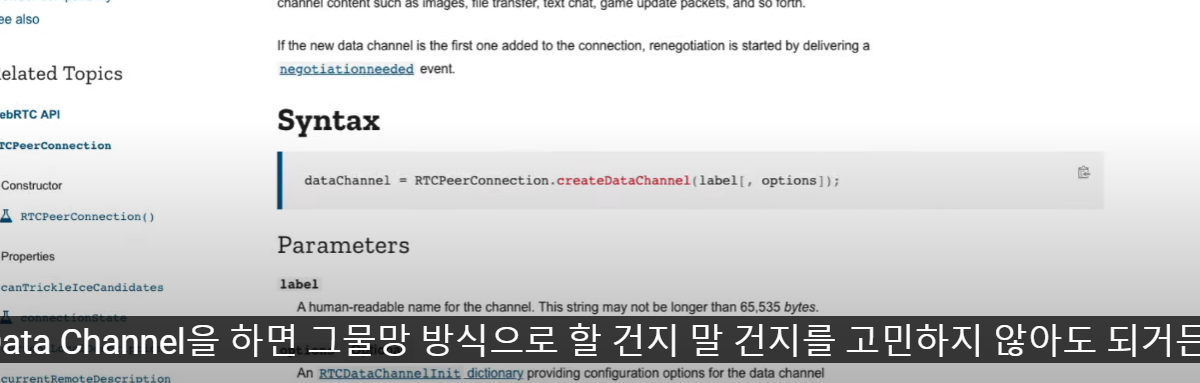 channel content such as images, file transfer, text chat, game update packets, and so forth.
ee also
If the new data channel is the first one added to the connection, renegotiation is started by delivering a
negotiationneeded event.
elated Topics
ebRTC API
TCPeerConnection
Constructor
RTCPeerConnection()
Properties
canTrickleIceCandidates
connectionState
currentRemoteDescription
Syntax
dataChannel = RTCPeerConnection.createDataChannel(label[, options]);
Parameters
label
A human-readable name for the channel. This string may not be longer than 65,535 bytes.
ata Channel을 하면 그물망 방식으로 할 건지 말 건지를 고민하지 않아도 되거든
An RTCDataChannelInit dictionary providing configuration options for the data channel